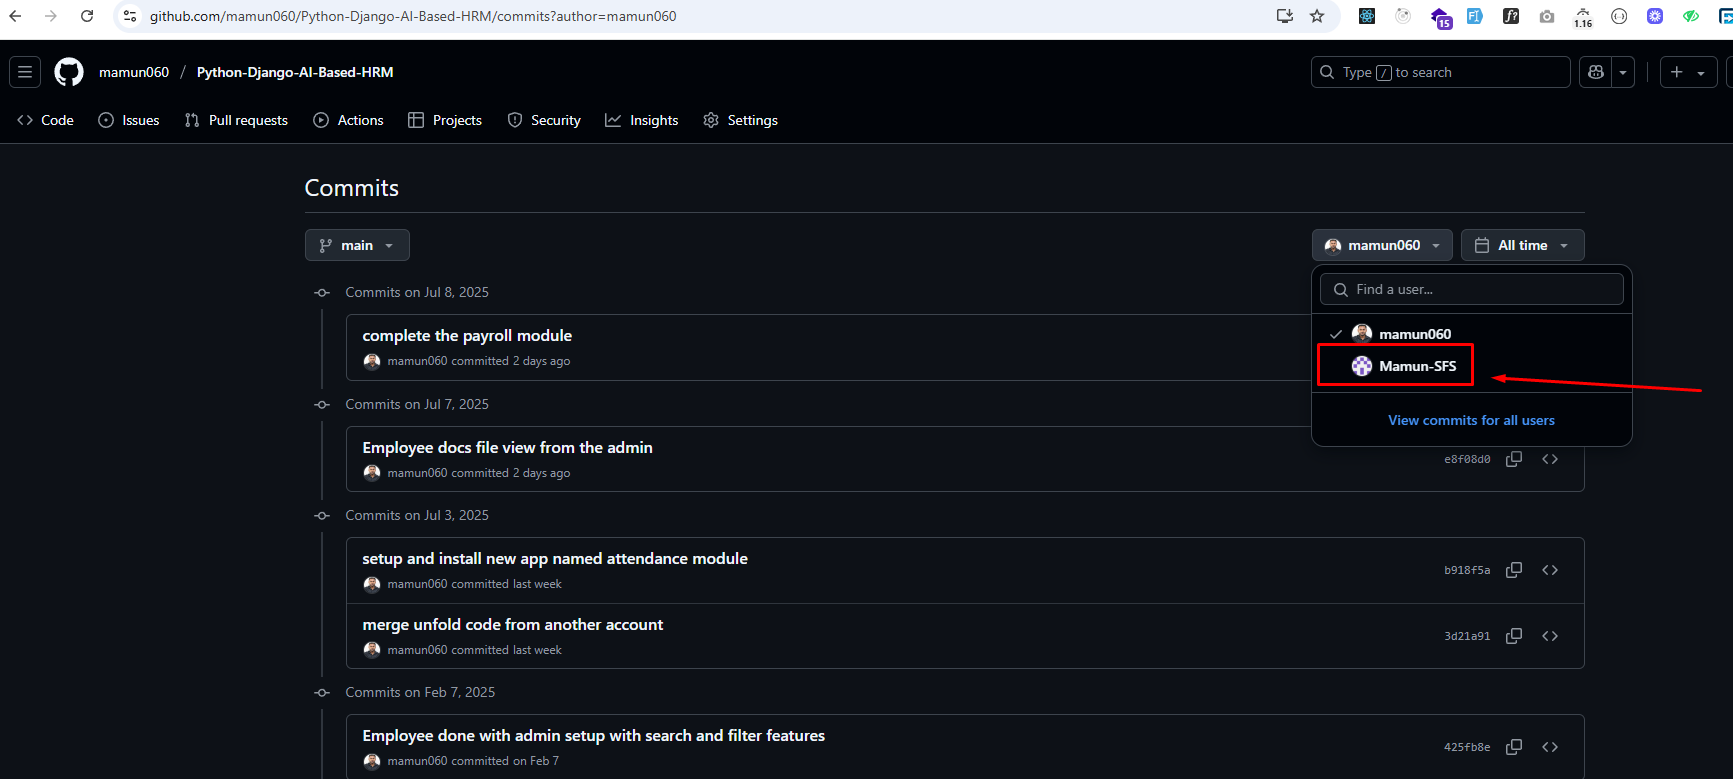 github.com/mamun060/Python-Django-AI-Based-HRM/commits?author=mamun060
15
1.16
mamun060 / Python-Django-AI-Based-HRM
Type / to search
Code Issues Pull requests Actions Projects Security Insights Settings
Commits
main
mamun060 All time
Find a user...
mamun060
Mamun-SFS
View commits for all users
Commits on Jul 8, 2025
complete the payroll module
mamun060 committed 2 days ago
Commits on Jul 7, 2025
Employee docs file view from the admin
e8f08d0
mamun060 committed 2 days ago
Commits on Jul 3, 2025
setup and install new app named attendance module
b918f5a
mamun060 committed last week
merge unfold code from another account
3d21a91
mamun060 committed last week
Commits on Feb 7, 2025
Employee done with admin setup with search and filter features
425fb8e
mamun060 committed on Feb 7